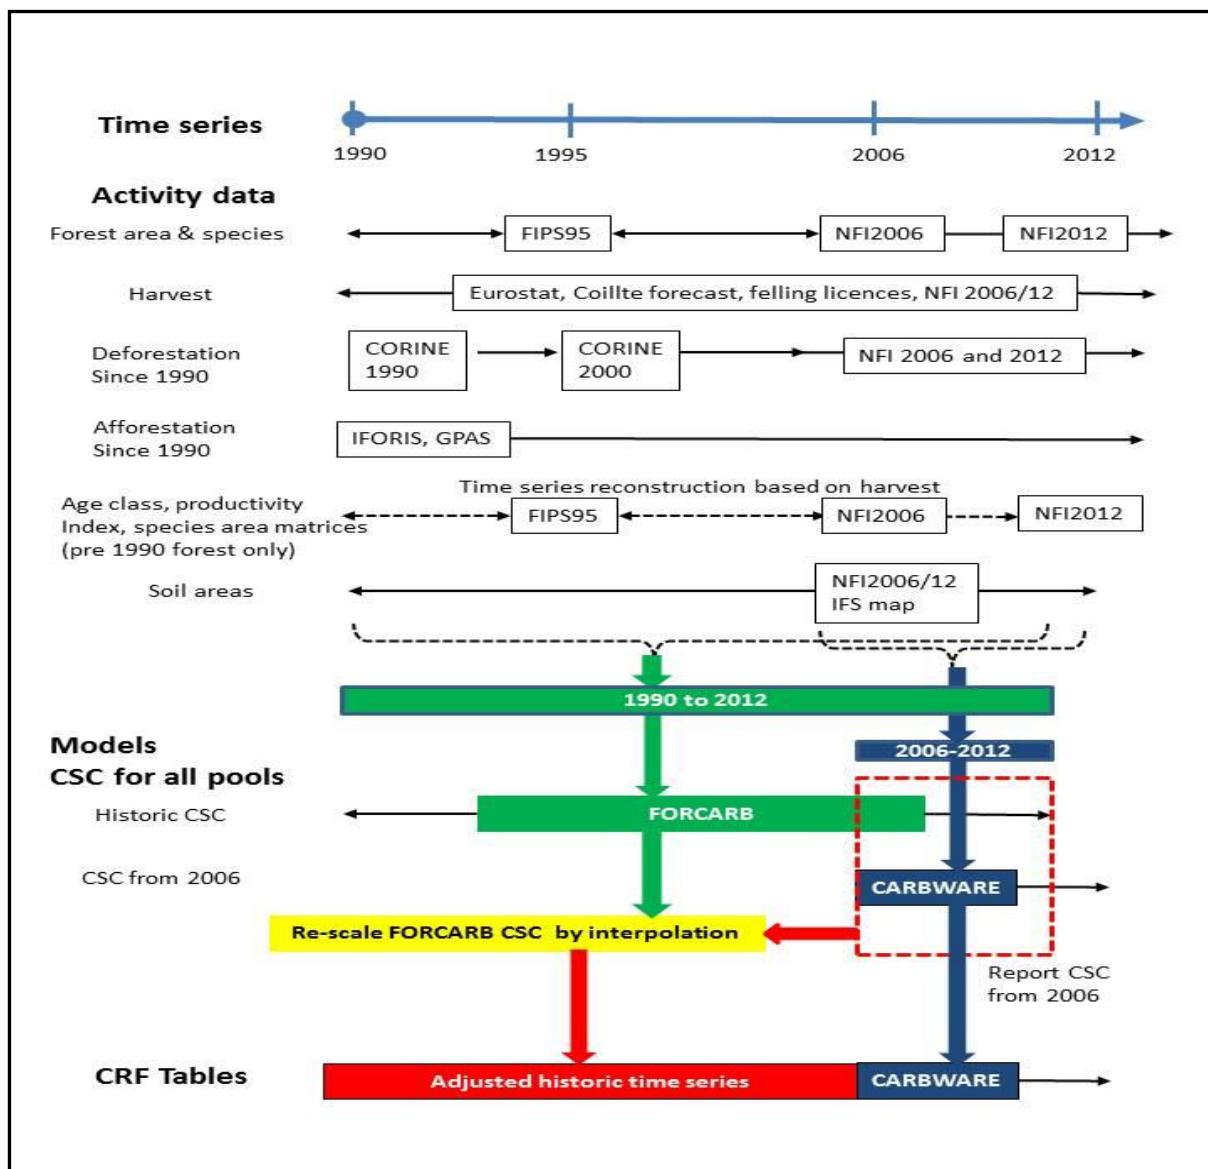 Time series
1990 1995 2006 2012
Activity data
Forest area & species FIPS95 NFI2006 NFI2012
Harvest Eurostat, Coillte forecast, felling licences, NFI 2006/12
Deforestation
Since 1990
CORINE
1990
CORINE
2000
NFI 2006 and 2012
Afforestation
Since 1990
IFORIS, GPAS
Time series reconstruction based on harvest
Age class, productivity
Index, species area matrices
(pre 1990 forest only)
FIPS95 NFI2006 NFI2012
Soil areas
NFI2006/12
IFS map
1990 to 2012
Models
CSC for all pools
2006-2012
Historic CSC FORCARB
CSC from 2006 CARBWARE
Re-scale FORCARB CSC by interpolation
Report CSC
from 2006
CRF Tables Adjusted historic time series CARBWARE